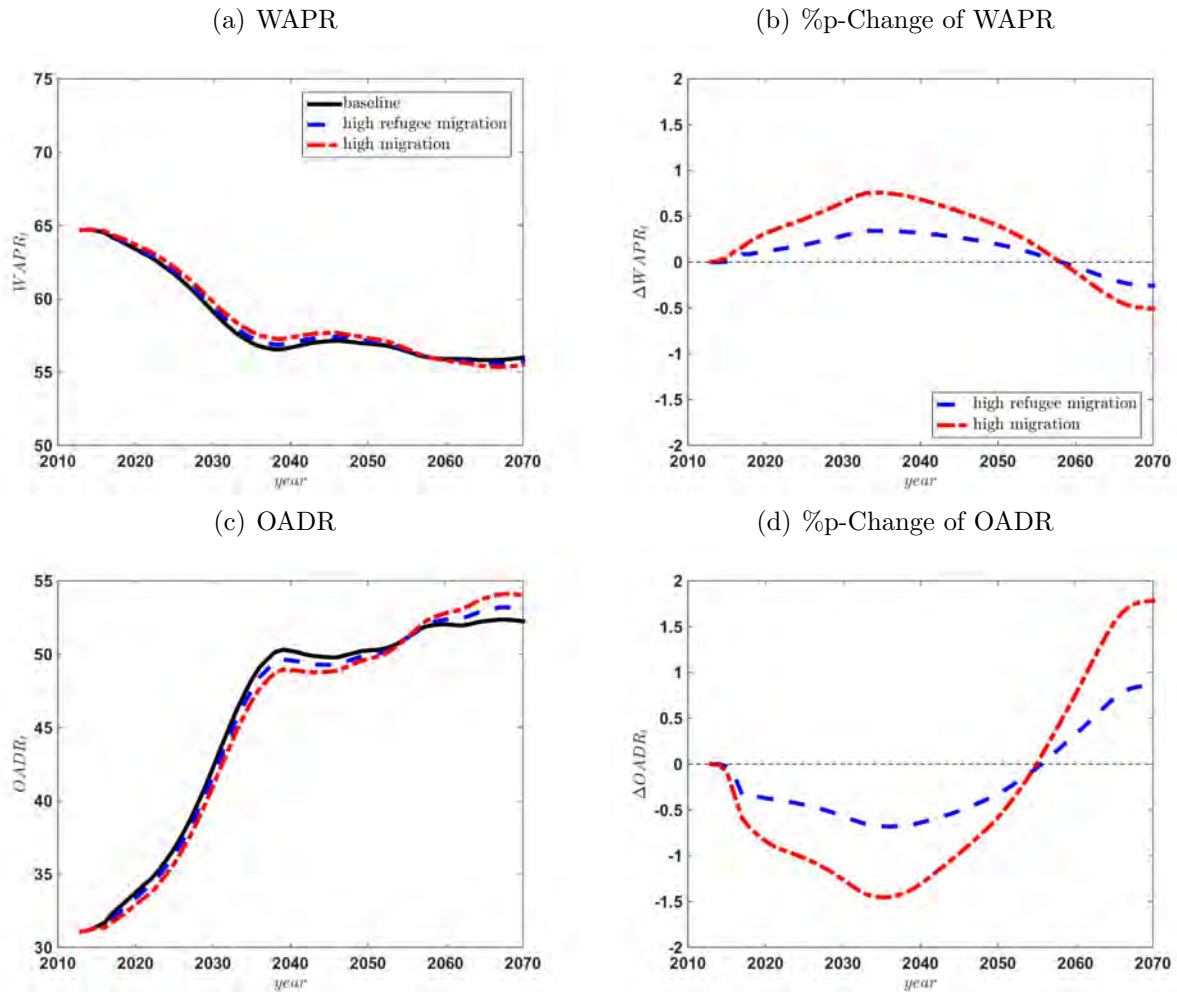 (a) WAPR
75
70
65
60
55
50
WAPR_t
2010 2020 2030 2040 2050 2060 2070
year
baseline
high refugee migration
high migration
(b) %p-Change of WAPR
2
1.5
1
0.5
0
-0.5
-1
-1.5
-2
ΔWAPR_t
2010 2020 2030 2040 2050 2060 2070
year
high refugee migration
high migration
(c) OADR
55
50
45
40
35
30
OADR_t
2010 2020 2030 2040 2050 2060 2070
year
(d) %p-Change of OADR
2
1.5
1
0.5
0
-0.5
-1
-1.5
-2
ΔOADR_t
2010 2020 2030 2040 2050 2060 2070
year